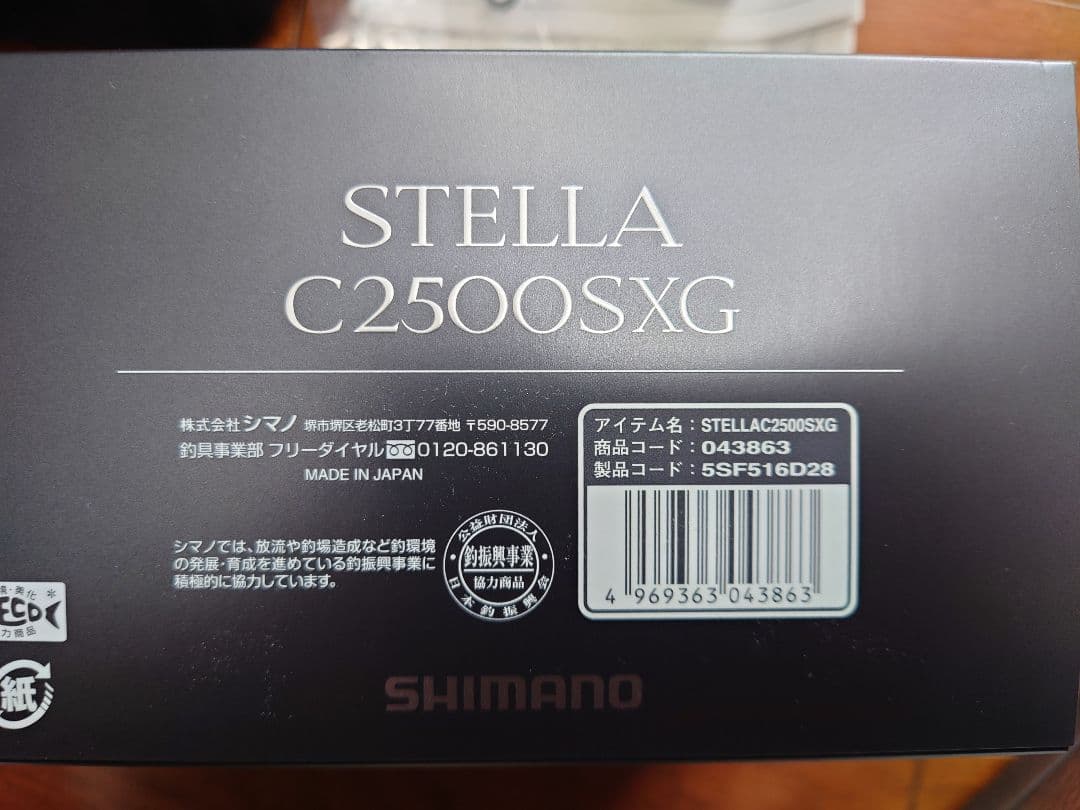 STELLA
C2500SXG
株式会社シマノ 堺市堺区老松町3丁77番地 〒590-8577
釣具事業部 フリーダイヤル 0120-861130
MADE IN JAPAN
アイテム名：STELLAC2500SXG
商品コード：043863
製品コード：5SF516D28
4 969363 043863
シマノでは、放流や釣場造成など釣環境
の発展・育成を進めている釣振興事業に
積極的に協力しています。
公益財団法人
釣振興事業
協力商品
日本釣振興会
美化
ECO
力商品
紙
SHIMANO